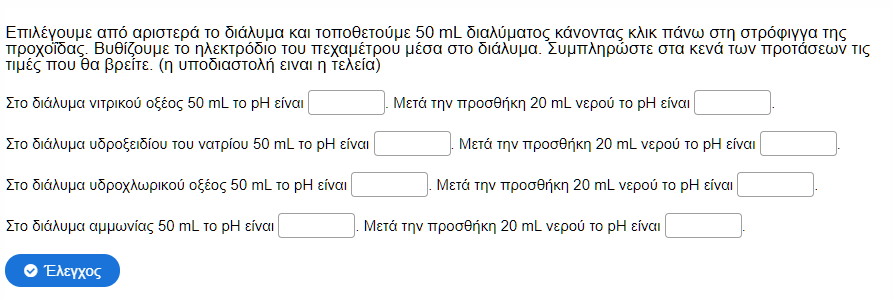 Επιλέγουμε από αριστερά το διάλυμα και τοποθετούμε 50 mL διαλύματος κάνοντας κλικ πάνω στη στρόφιγγα της
προχοΐδας. Βυθίζουμε το ηλεκτρόδιο του πεχαμέτρου μέσα στο διάλυμα. Συμπληρώστε στα κενά των προτάσεων τις
τιμές που θα βρείτε. (η υποδιαστολή ειναι η τελεία)
Στο διάλυμα νιτρικού οξέος 50 mL το pH είναι . Μετά την προσθήκη 20 mL νερού το pH είναι .
Στο διάλυμα υδροξειδίου του νατρίου 50 mL το pH είναι . Μετά την προσθήκη 20 mL νερού το pH είναι .
Στο διάλυμα υδροχλωρικού οξέος 50 mL το pH είναι . Μετά την προσθήκη 20 mL νερού το pH είναι .
Στο διάλυμα αμμωνίας 50 mL το pH είναι . Μετά την προσθήκη 20 mL νερού το pH είναι .
Έλεγχος